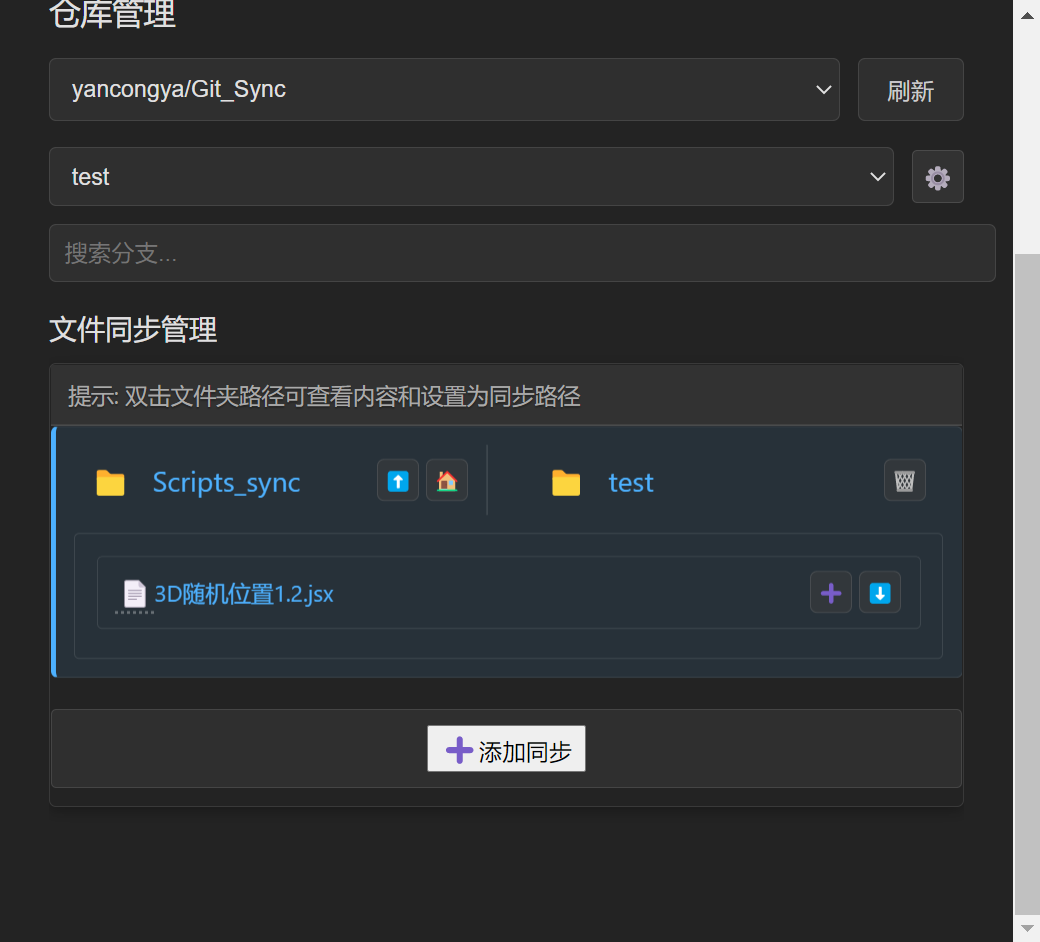 仓库管理
yancongya/Git_Sync
刷新
test
搜索分支...
文件同步管理
提示: 双击文件夹路径可查看内容和设置为同步路径
Scripts_sync
test
3D随机位置1.2.jsx
添加同步